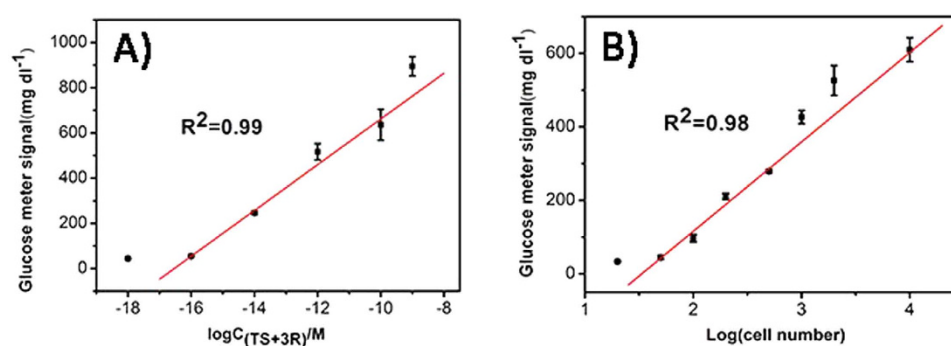 A)
Glucose meter signal(mg dl⁻¹)
1000
800
600
400
200
0
R²=0.99
-18
-16
-14
-12
-10
-8
logC(TS+3R)/M
B)
Glucose meter signal(mg dl⁻¹)
600
400
200
0
R²=0.98
1
2
3
4
Log(cell number)